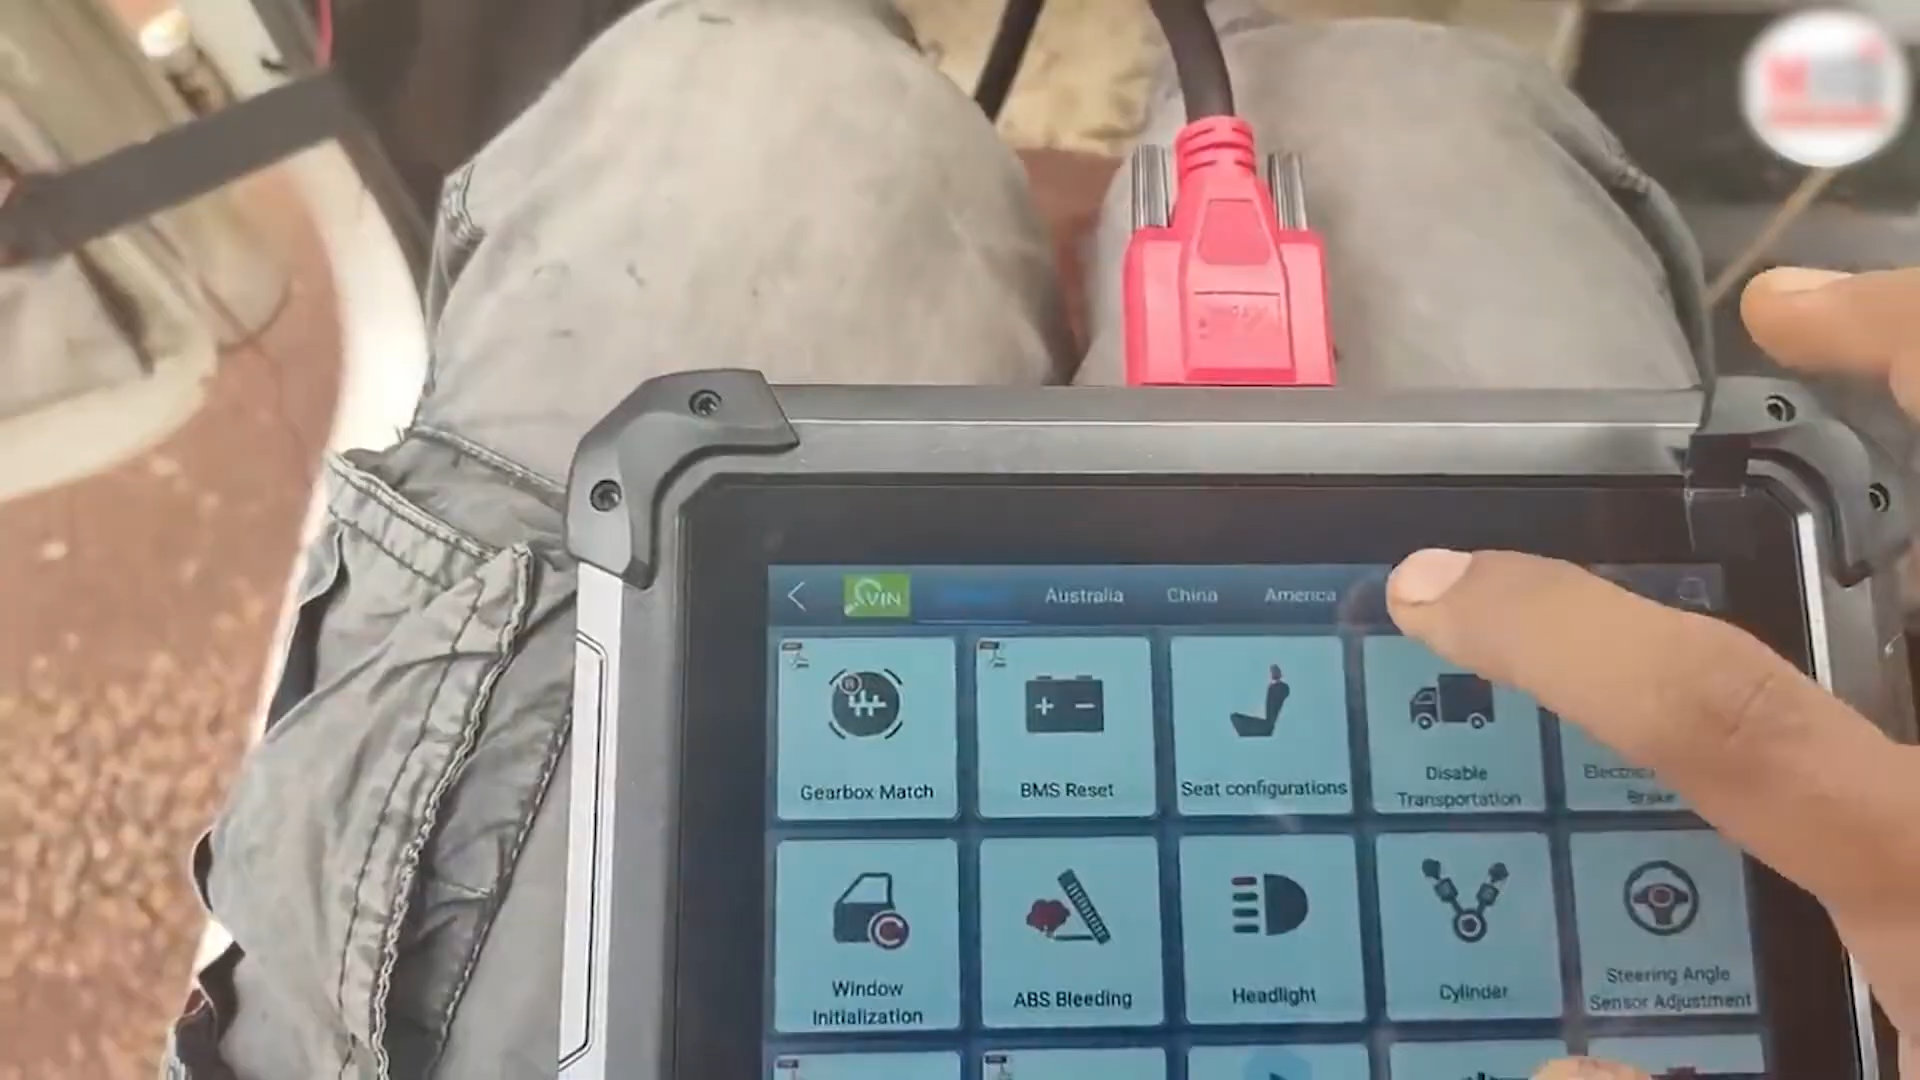 VIN
Australia
China
America
Gearbox Match
BMS Reset
Seat configurations
Disable
Transportation
Brake
Window
Initialization
ABS Bleeding
Headlight
Cylinder
Steering Angle
Sensor Adjustment